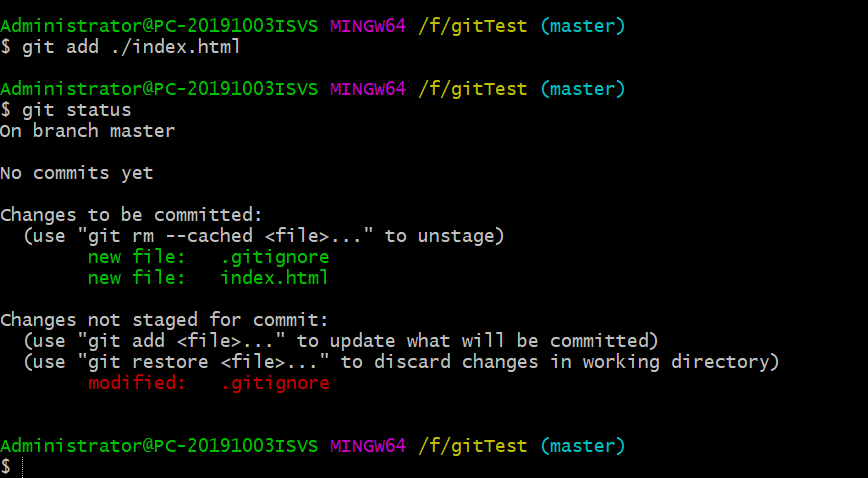 Administrator@PC-20191003ISVS MINGW64 /f/gitTest (master)
$ git add ./index.html
Administrator@PC-20191003ISVS MINGW64 /f/gitTest (master)
$ git status
On branch master
No commits yet
Changes to be committed:
  (use "git rm --cached <file>..." to unstage)
        new file:   .gitignore
        new file:   index.html
Changes not staged for commit:
  (use "git add <file>..." to update what will be committed)
  (use "git restore <file>..." to discard changes in working directory)
        modified:   .gitignore
Administrator@PC-20191003ISVS MINGW64 /f/gitTest (master)
$